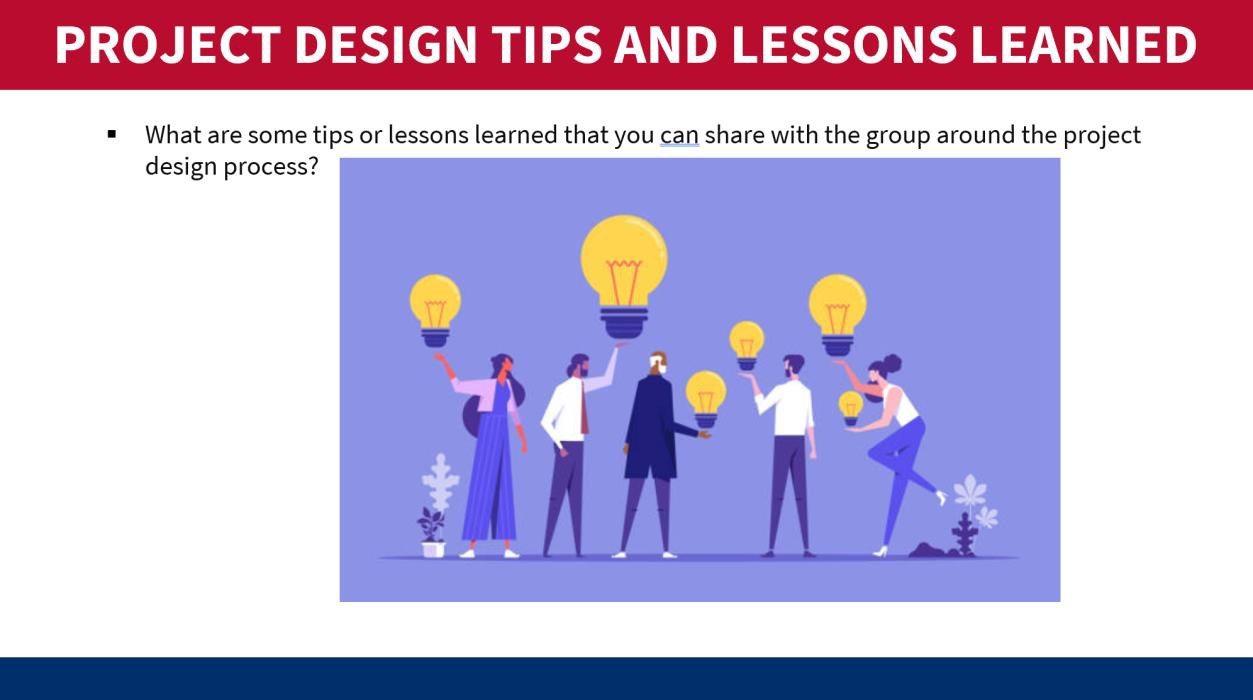 PROJECT DESIGN TIPS AND LESSONS LEARNED
▪ What are some tips or lessons learned that you can share with the group around the project
design process?